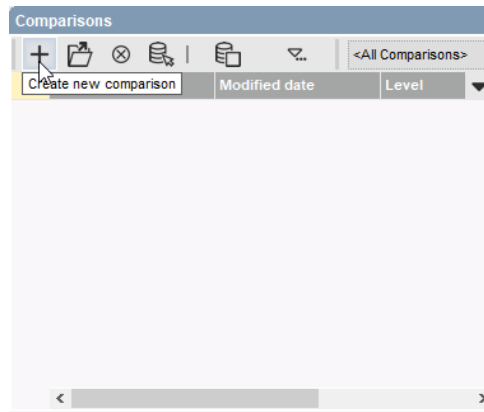 Comparisons
<All Comparisons>
Create new comparison
Modified date
Level